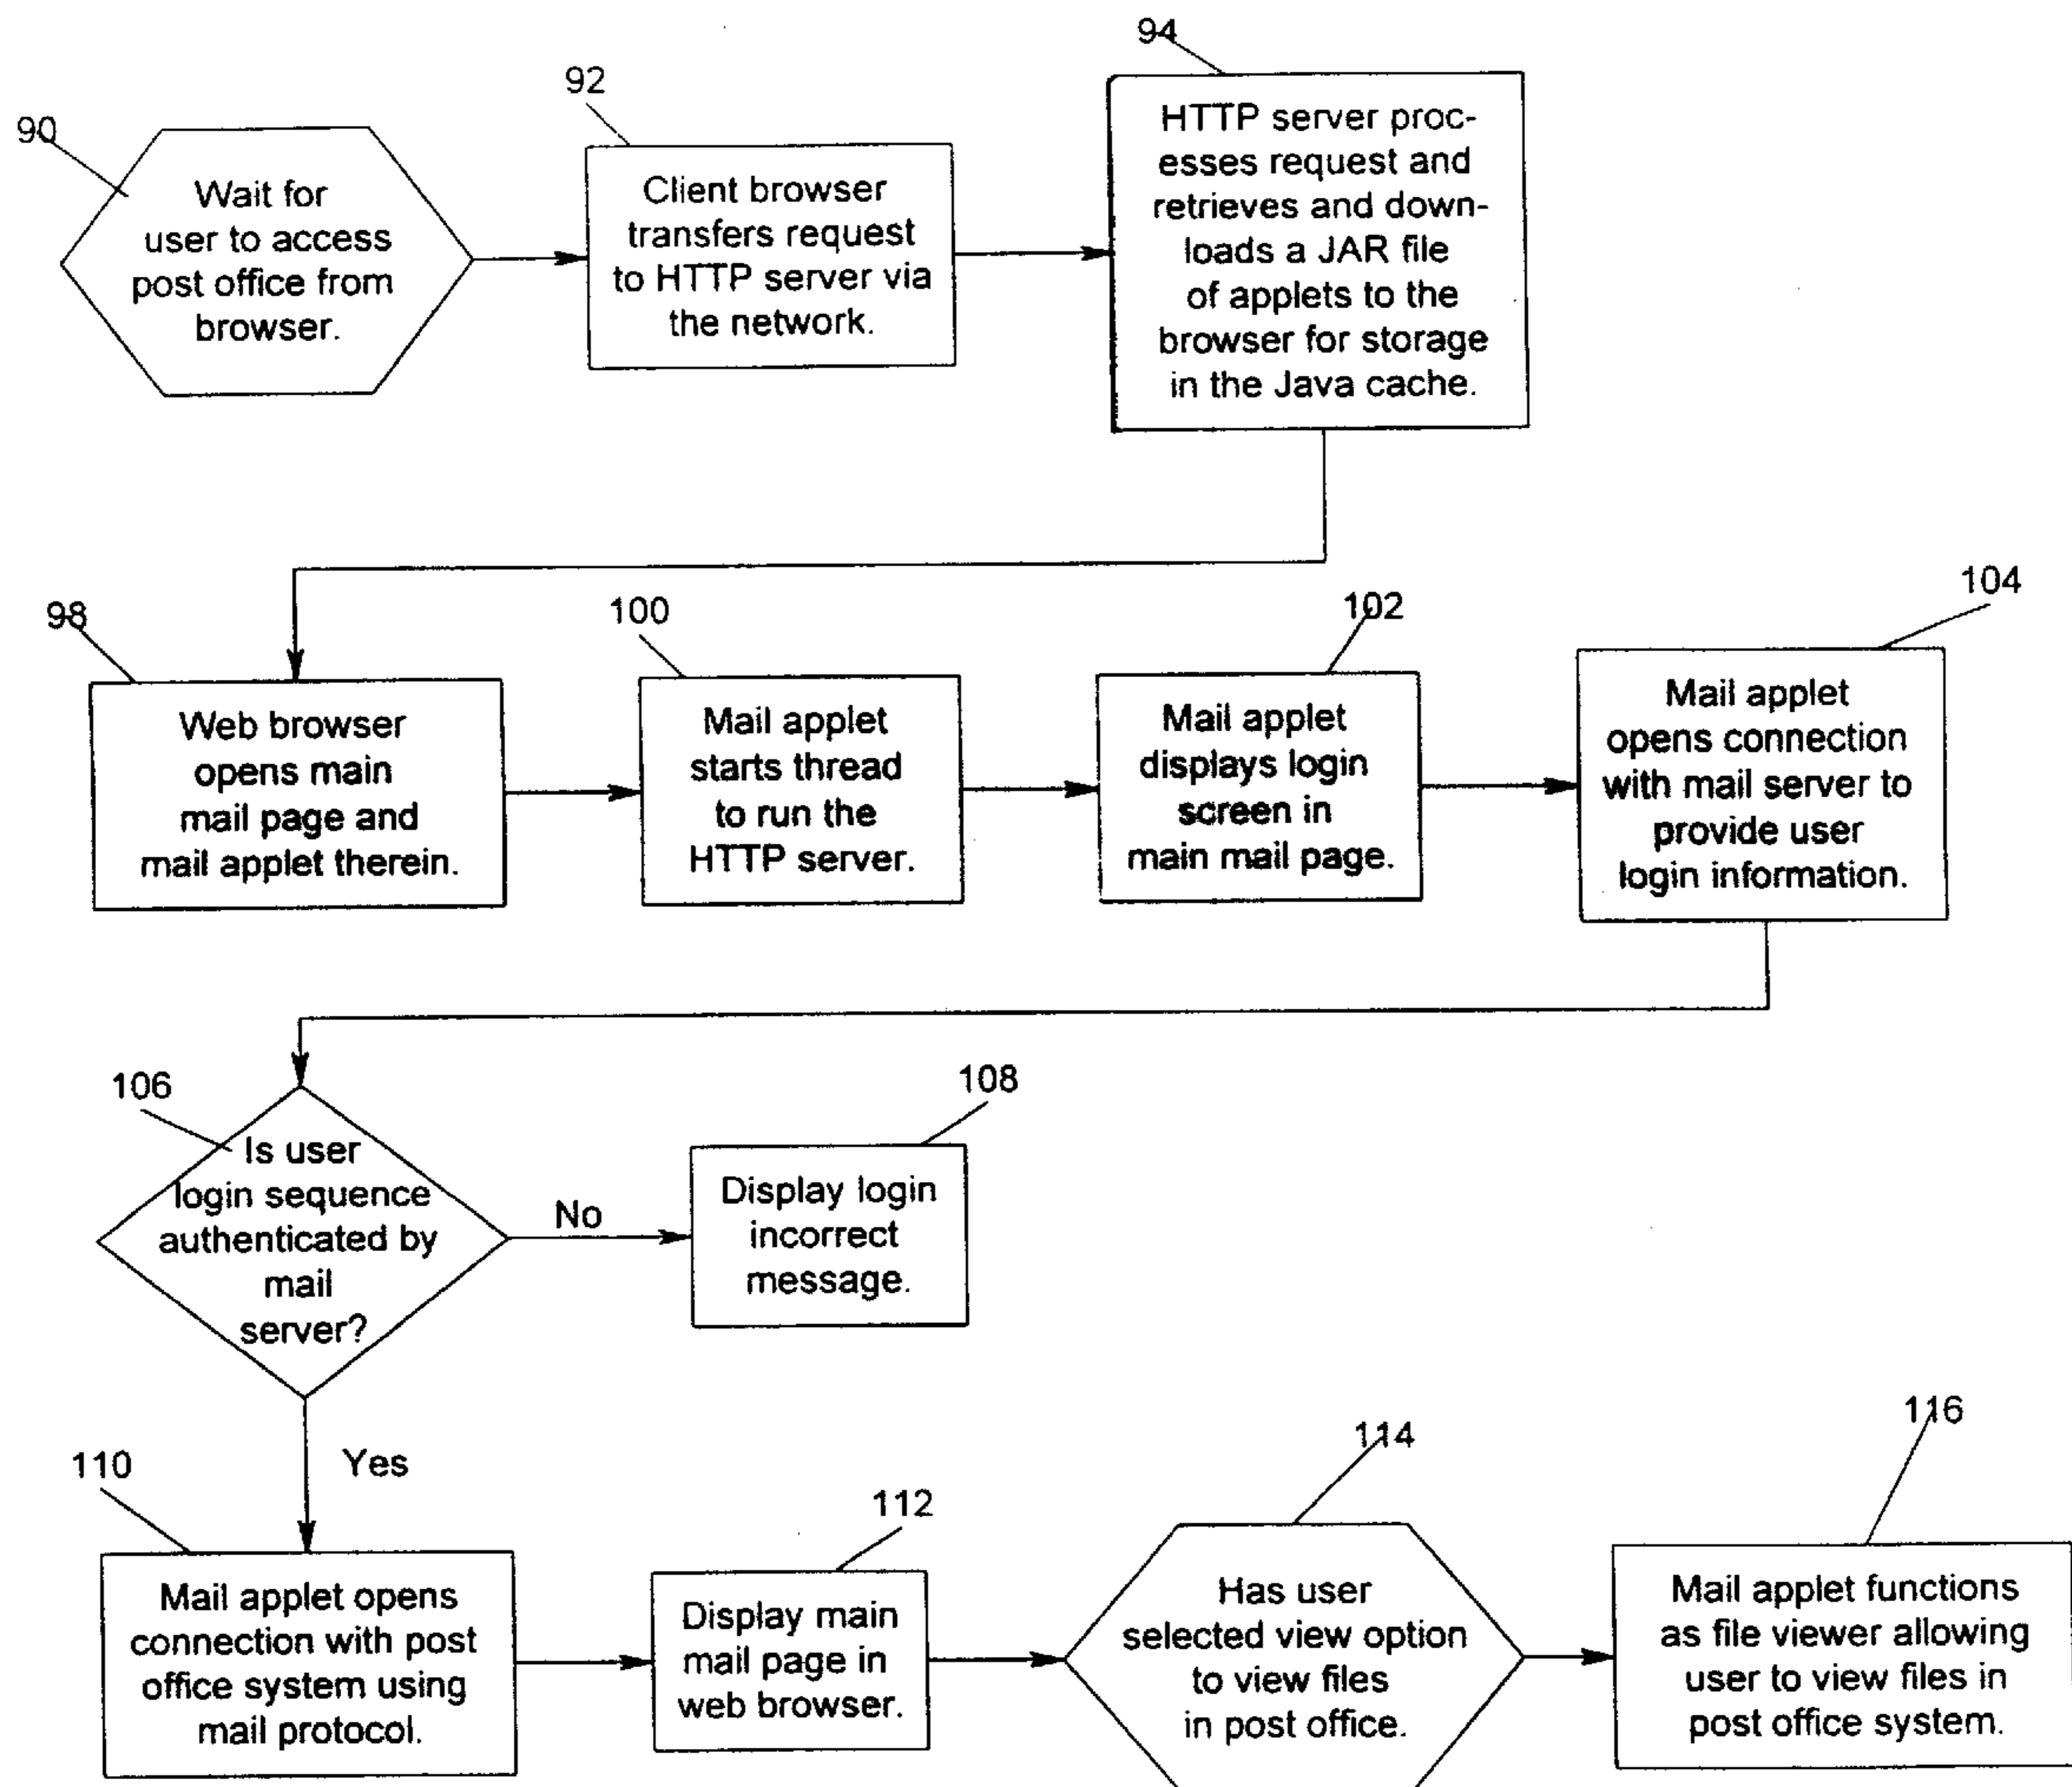 90
Wait for
user to access
post office from
browser.
92
Client browser
transfers request
to HTTP server via
the network.
94
HTTP server proc-
esses request and
retrieves and down-
loads a JAR file
of applets to the
browser for storage
in the Java cache.
98
Web browser
opens main
mail page and
mail applet therein.
100
Mail applet
starts thread
to run the
HTTP server.
102
Mail applet
displays login
screen in
main mail page.
104
Mail applet
opens connection
with mail server to
provide user
login information.
106
Is user
login sequence
authenticated by
mail
server?
No
108
Display login
incorrect
message.
Yes
110
Mail applet opens
connection with post
office system using
mail protocol.
112
Display main
mail page in
web browser.
114
Has user
selected view option
to view files
in post office.
116
Mail applet functions
as file viewer allowing
user to view files in
post office system.